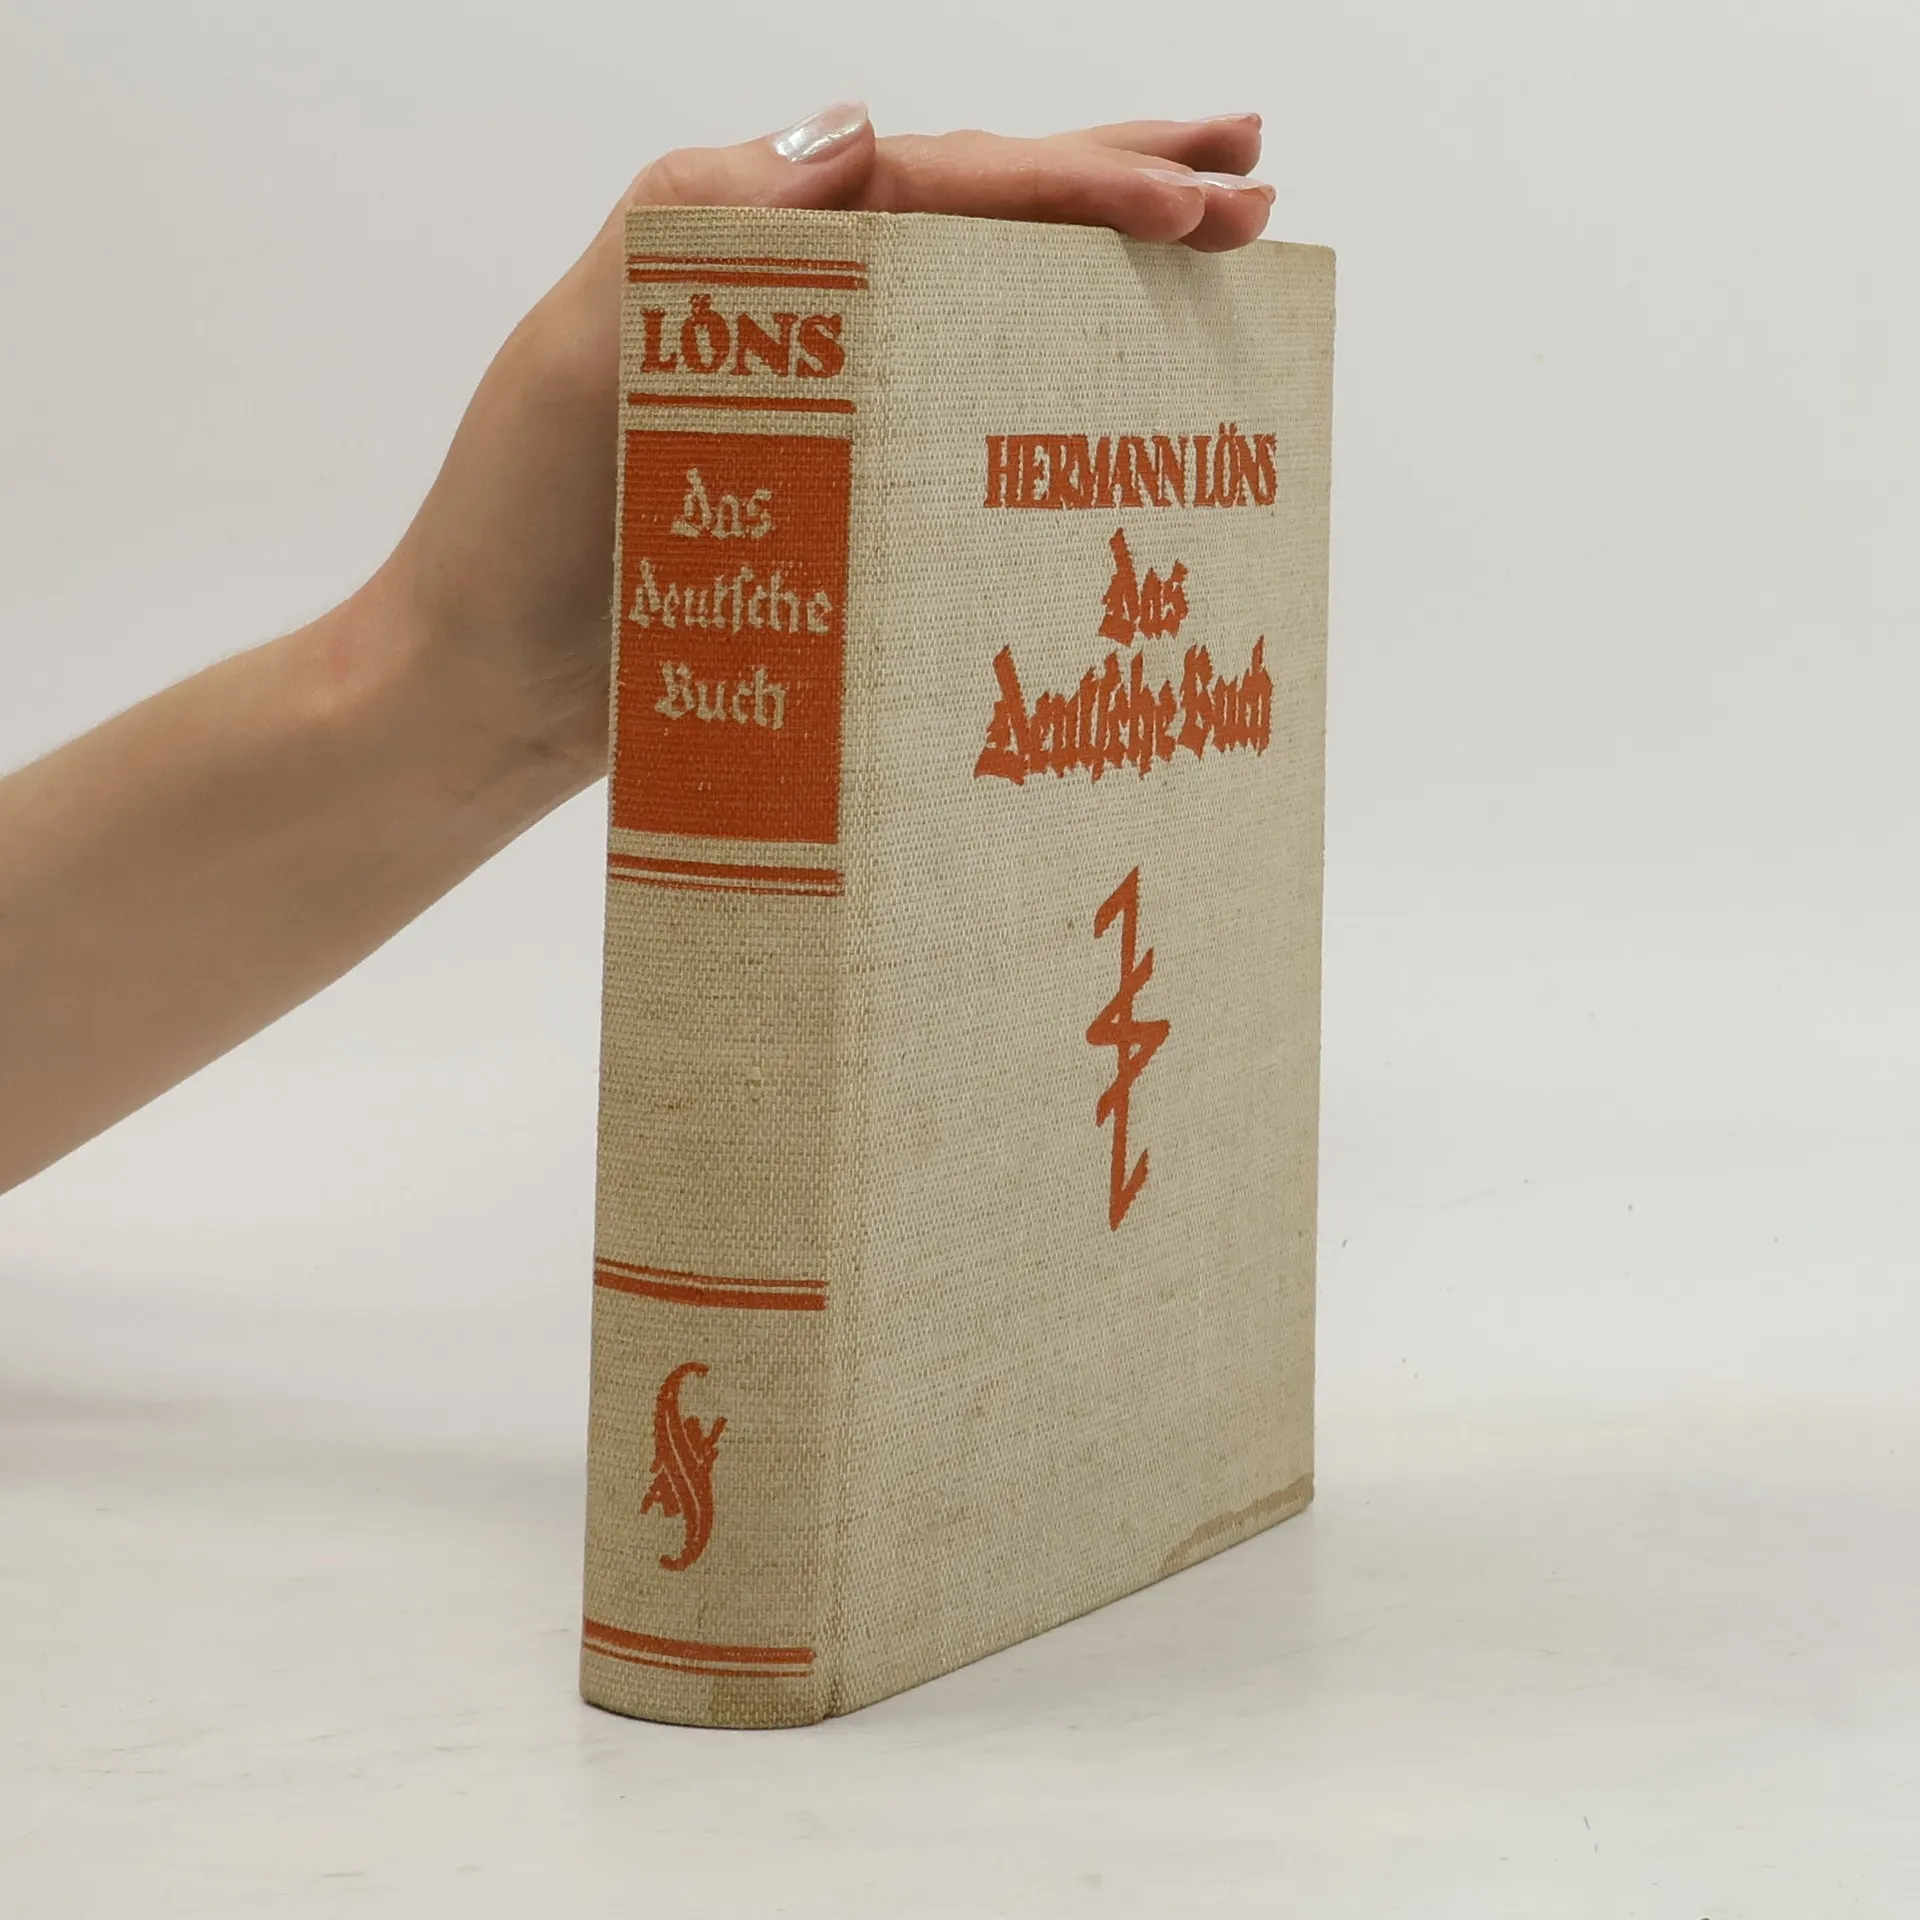 LÖNS
Das
deutsche
Buch
HERMANN LÖNS
Das
deutsche Buch